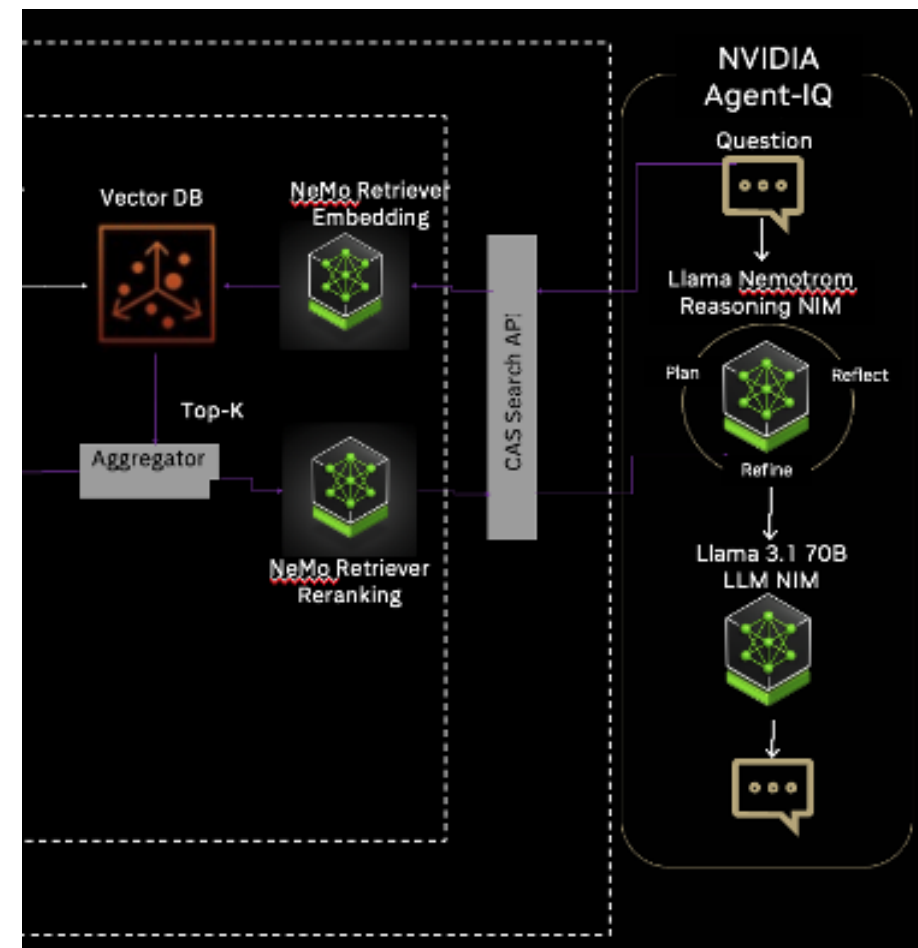 NVIDIA
Agent-IQ
Question
Vector DB
NeMo Retriever
Embedding
Llama Nemotrom
Reasoning NIM
CAS Search API
Plan
Reflect
Refine
Top-K
Aggregator
NeMo Retriever
Reranking
Llama 3.1 70B
LLM NIM